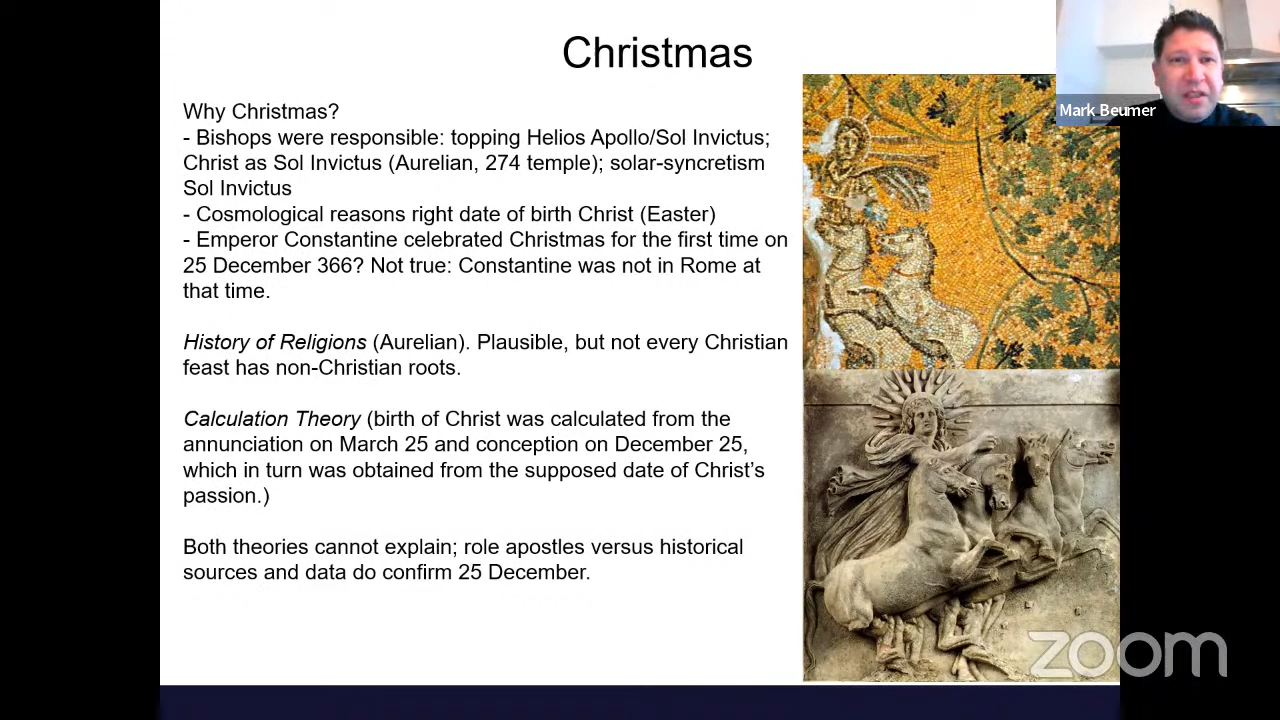 Christmas
Mark Beumer
Why Christmas?
- Bishops were responsible: topping Helios Apollo/Sol Invictus;
Christ as Sol Invictus (Aurelian, 274 temple); solar-syncretism
Sol Invictus
- Cosmological reasons right date of birth Christ (Easter)
- Emperor Constantine celebrated Christmas for the first time on
25 December 366? Not true: Constantine was not in Rome at
that time.
History of Religions (Aurelian). Plausible, but not every Christian
feast has non-Christian roots.
Calculation Theory (birth of Christ was calculated from the
annunciation on March 25 and conception on December 25,
which in turn was obtained from the supposed date of Christ’s
passion.)
Both theories cannot explain; role apostles versus historical
sources and data do confirm 25 December.
zoom